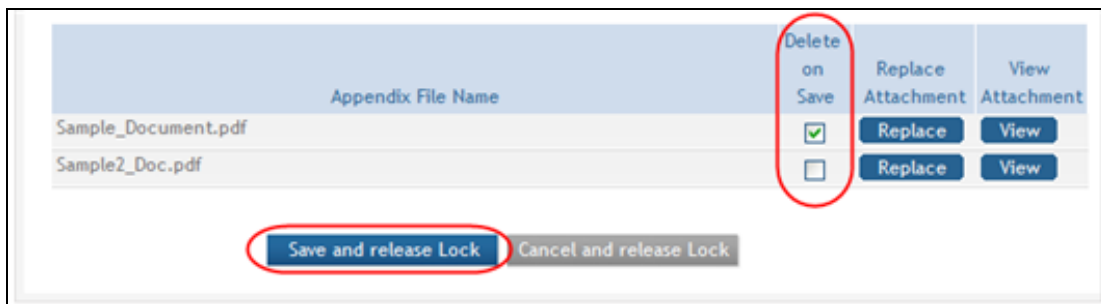 Delete
on Replace View
Appendix File Name Save Attachment Attachment
Sample_Document.pdf Replace View
Sample2_Doc.pdf Replace View
Save and release Lock Cancel and release Lock